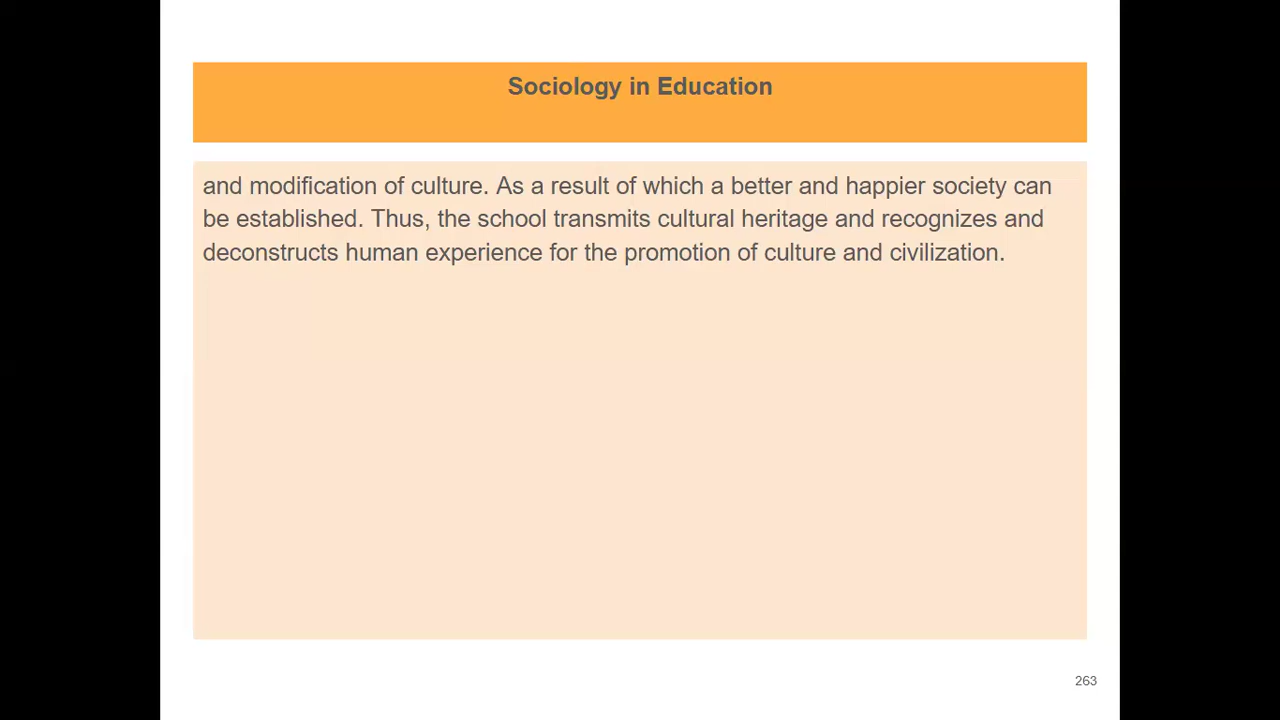 Sociology in Education
and modification of culture. As a result of which a better and happier society can
be established. Thus, the school transmits cultural heritage and recognizes and
deconstructs human experience for the promotion of culture and civilization.
263